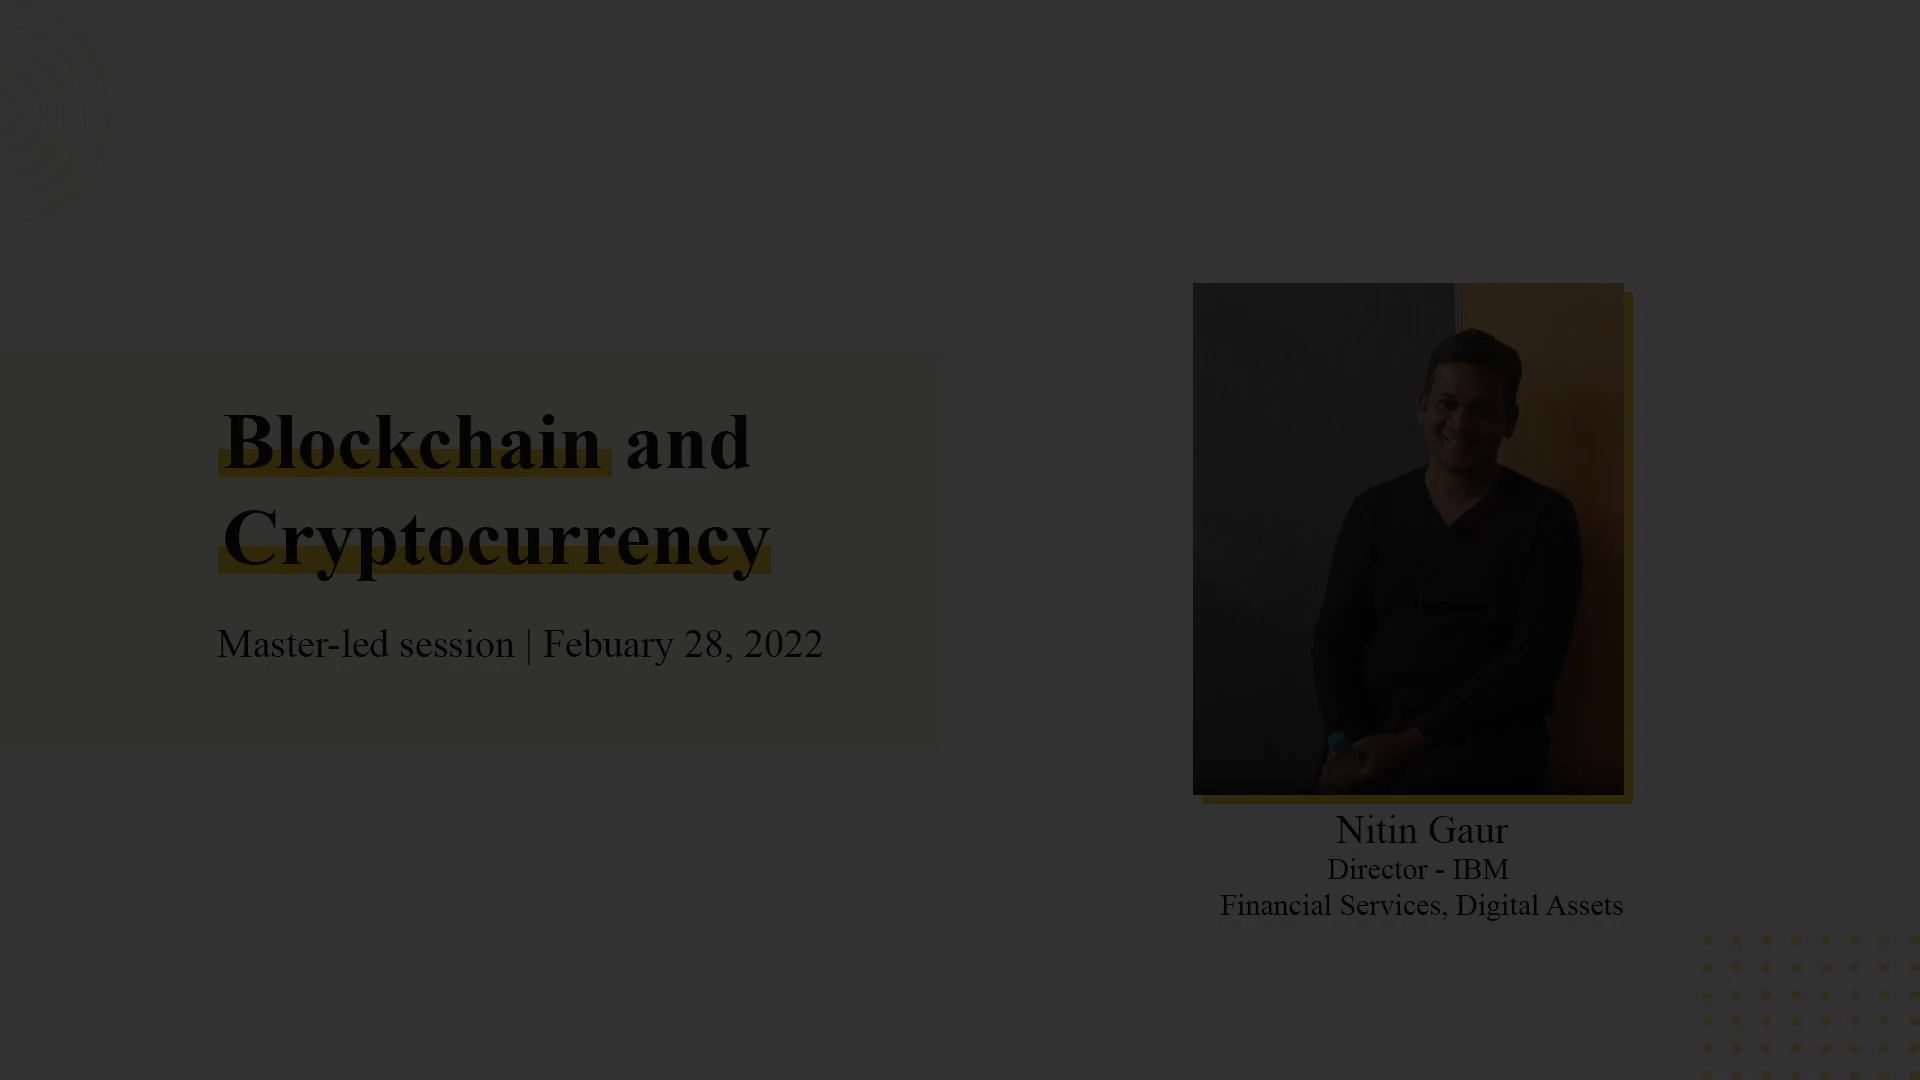 Blockchain and
Cryptocurrency
Master-led session | Febuary 28, 2022
Nitin Gaur
Director - IBM
Financial Services, Digital Assets